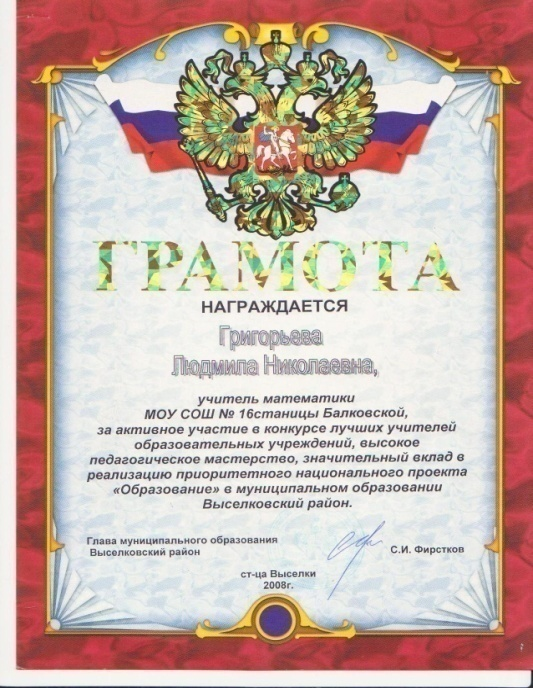 ГРАМОТА
НАГРАЖДАЕТСЯ
Григорьева
Людмила Николаевна,
учитель математики
МОУ СОШ № 16станицы Балковской,
за активное участие в конкурсе лучших учителей
образовательных учреждений, высокое
педагогическое мастерство, значительный вклад в
реализацию приоритетного национального проекта
«Образование» в муниципальном образовании
Выселковский район.
Глава муниципального образования
Выселковский район С.И. Фирстков
ст-ца Выселки
2008г.